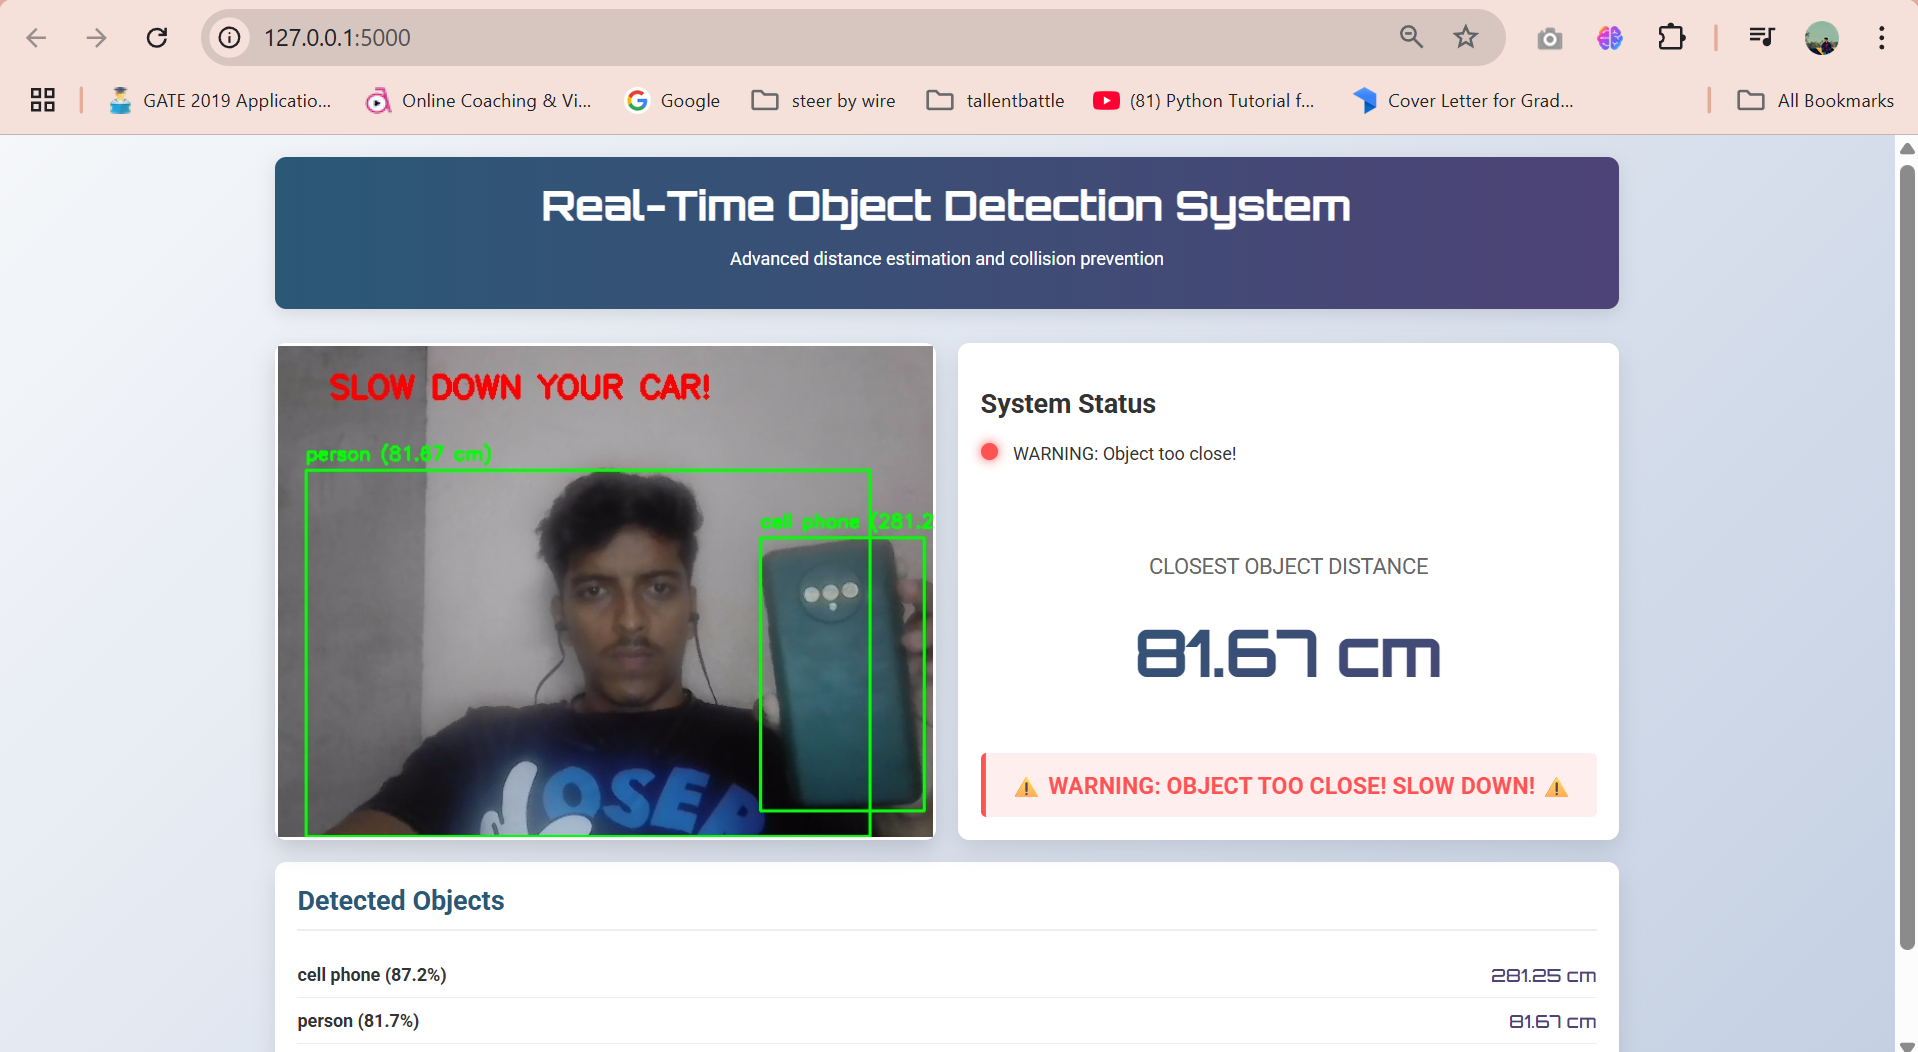 127.0.0.1:5000
GATE 2019 Applicatio...
Online Coaching & Vi...
Google
steer by wire
tallentbattle
(81) Python Tutorial f...
Cover Letter for Grad...
All Bookmarks
Real-Time Object Detection System
Advanced distance estimation and collision prevention
SLOW DOWN YOUR CAR!
person (81.67 cm)
cell phone (281.2
LOSER
System Status
WARNING: Object too close!
CLOSEST OBJECT DISTANCE
81.67 cm
⚠️ WARNING: OBJECT TOO CLOSE! SLOW DOWN! ⚠️
Detected Objects
cell phone (87.2%) 281.25 cm
person (81.7%) 81.67 cm